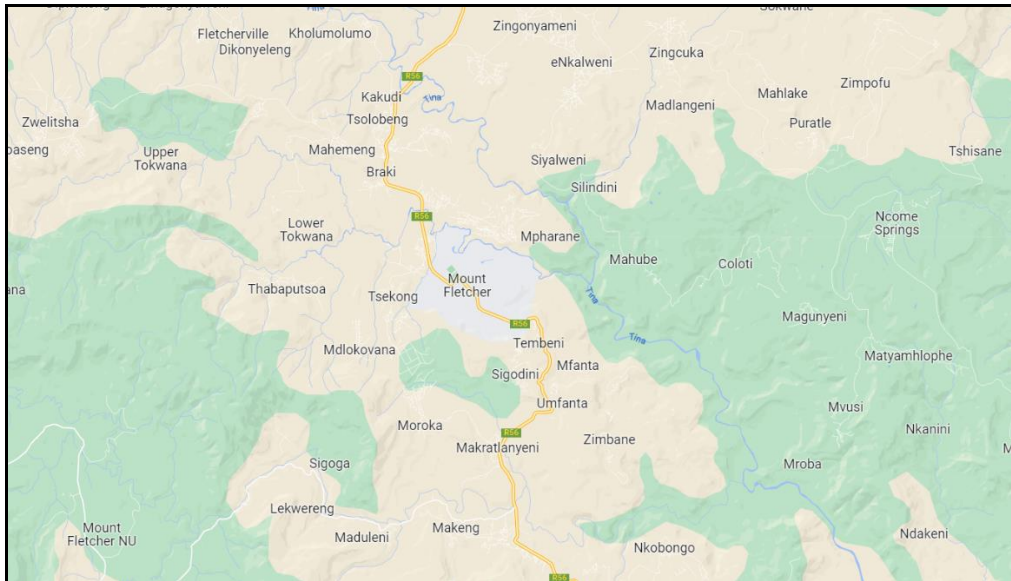 Zingonyameni
Fletcherville
Kholumolumo
Dikonyeleng
eNkalweni
Zingcuka
R56
Tina
Kakudi
Zimpofu
Mahlake
Madlangeni
Tsolobeng
Puratle
Zwelitsha
Mahemeng
Upper
Tokwana
Tshisane
Siyalweni
Braki
Silindini
R56
Lower
Tokwana
Ncome
Springs
Mpharane
Mahube
Coloti
Thabaputsoa
Mount
Fletcher
Tsekong
Tina
Magunyeni
R56
Tina
Tembeni
Mdlokovana
Matyamhlophe
Mfanta
Sigodini
Umfanta
Mvusi
Moroka
R56
Nkanini
Zimbane
Makratlanyeni
Sigoga
Mroba
Lekwereng
Mount
Fletcher NU
Makeng
Maduleni
Ndakeni
Nkobongo
R56